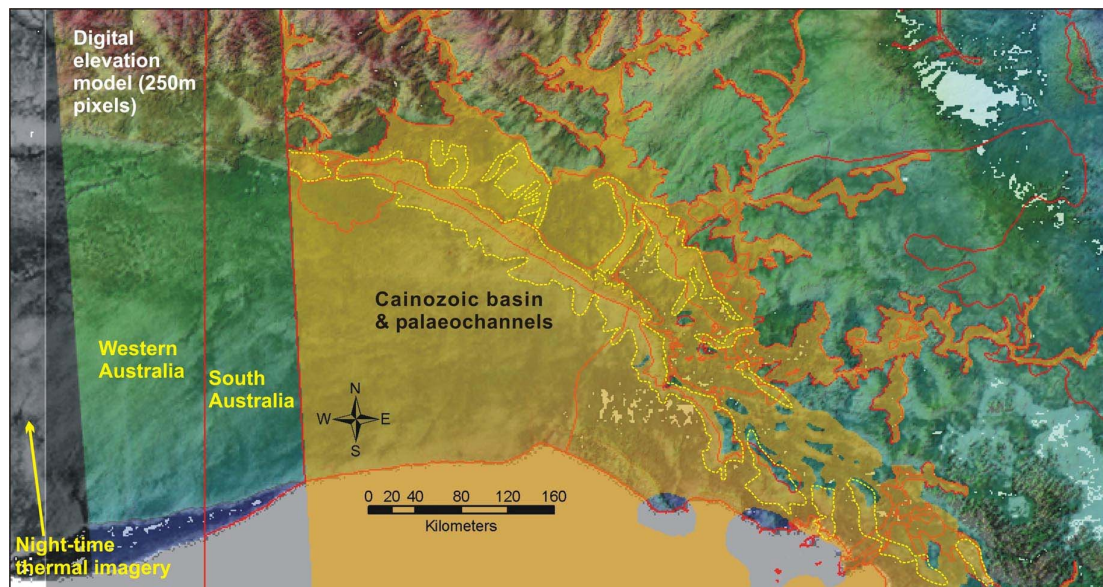 Digital
elevation
model (250m
pixels)
r
Cainozoic basin
& palaeochannels
Western
Australia
South
Australia
N
W E
S
0 20 40 80 120 160
Kilometers
Night-time
thermal imagery